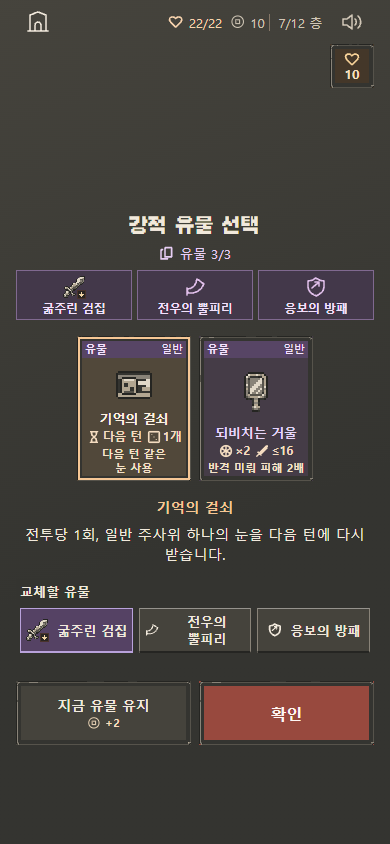 22/22 10 7/12 층
10
강적 유물 선택
유물 3/3
굶주린 검집 전우의 뿔피리 응보의 방패
유물 일반
기억의 걸쇠
다음 턴 1개
다음 턴 같은
눈 사용
유물 일반
되비치는 거울
×2 ≤16
반격 미뤄 피해 2배
기억의 걸쇠
전투당 1회, 일반 주사위 하나의 눈을 다음 턴에 다시
받습니다.
교체할 유물
굶주린 검집
전우의
뿔피리
응보의 방패
지금 유물 유지
+2
확인